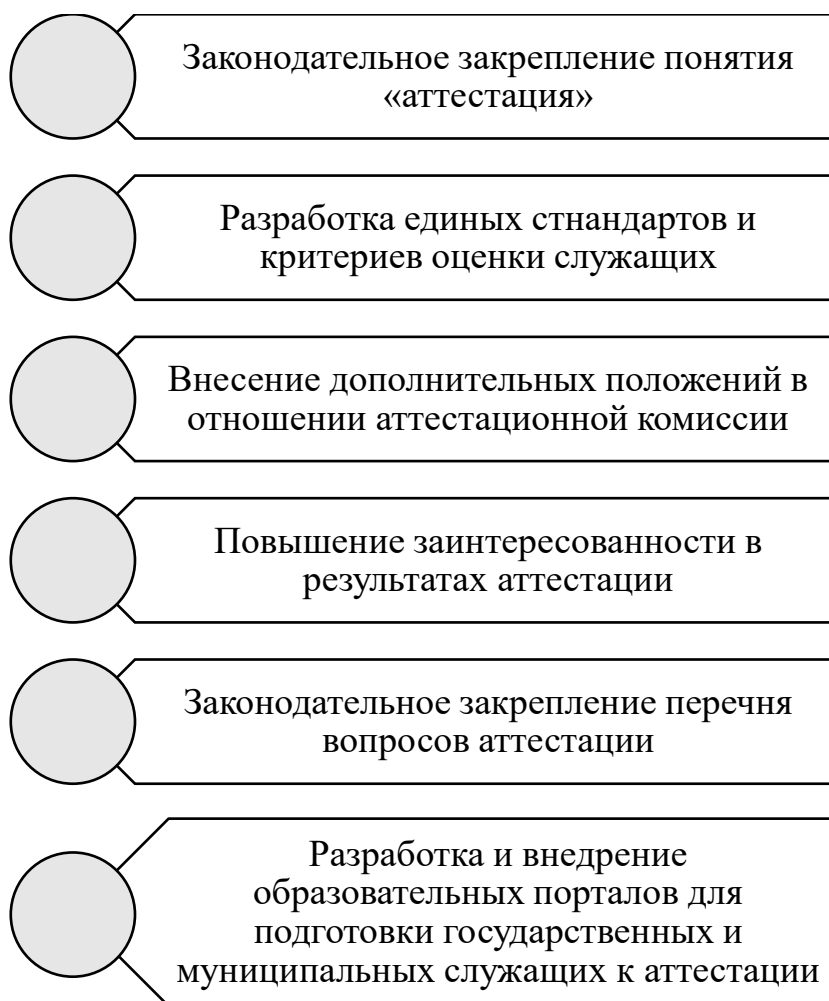 Законодательное закрепление понятия
«аттестация»
Разработка единых стнандартов и
критериев оценки служащих
Внесение дополнительных положений в
отношении аттестационной комиссии
Повышение заинтересованности в
результатах аттестации
Законодательное закрепление перечня
вопросов аттестации
Разработка и внедрение
образовательных порталов для
подготовки государственных и
муниципальных служащих к аттестации